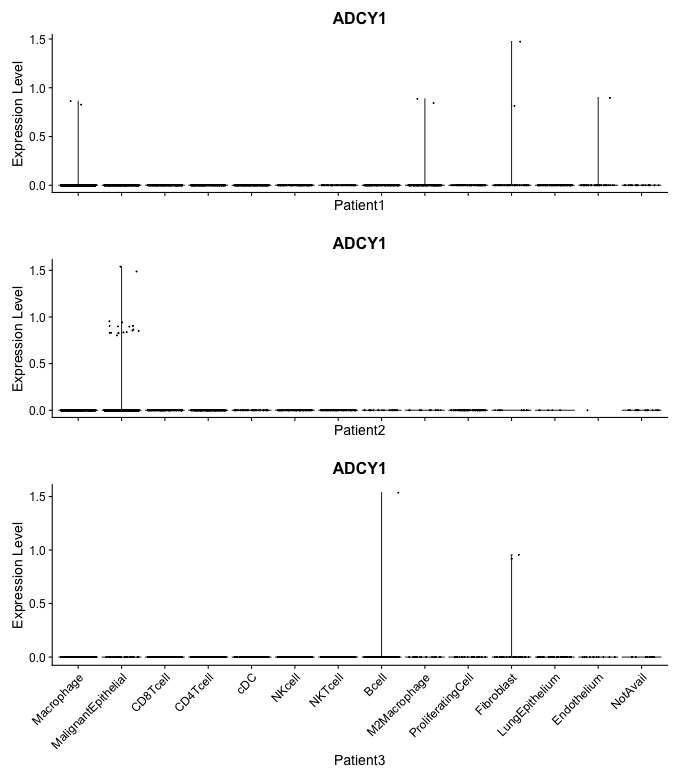 ADCY1
Expression Level
1.5
1.0
0.5
0.0
Patient1
ADCY1
Expression Level
1.5
1.0
0.5
0.0
Patient2
ADCY1
Expression Level
1.5
1.0
0.5
0.0
Macrophage
MalignantEpithelial
CD8Tcell
CD4Tcell
cDC
NKcell
NKTcell
Bcell
M2Macrophage
ProliferatingCell
Fibroblast
LungEpithelium
Endothelium
NotAvail
Patient3